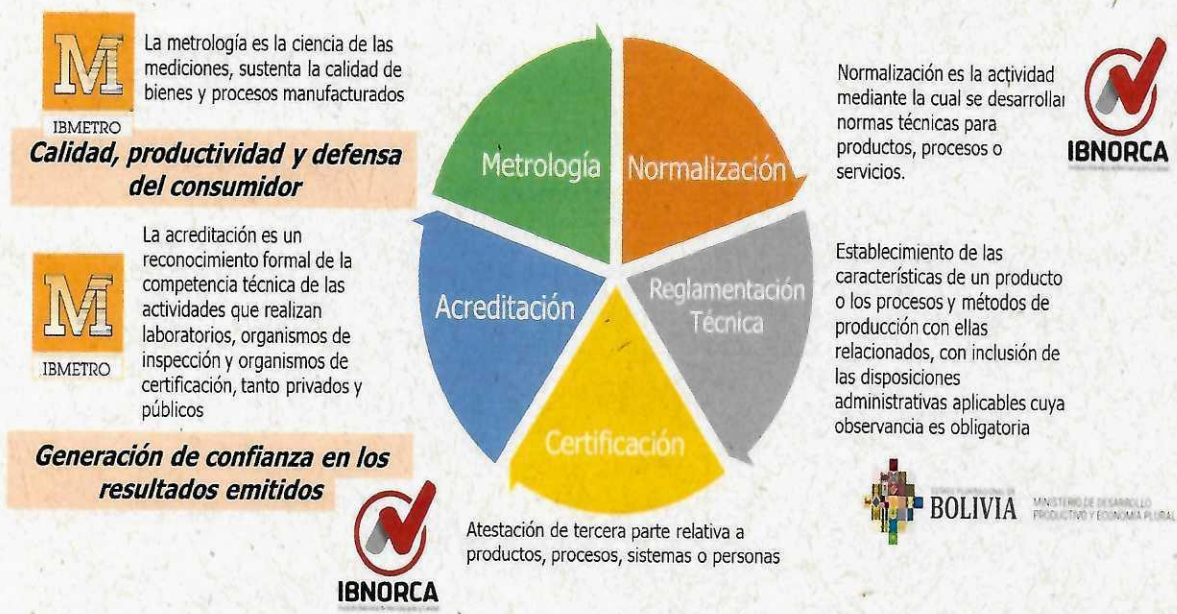 M
IBMETRO
La metrología es la ciencia de las
mediciones, sustenta la calidad de
bienes y procesos manufacturados
Calidad, productividad y defensa
del consumidor
M
IBMETRO
La acreditación es un
reconocimiento formal de la
competencia técnica de las
actividades que realizan
laboratorios, organismos de
inspección y organismos de
certificación, tanto privados y
públicos
Generación de confianza en los
resultados emitidos
Metrología
Normalización
Acreditación
Reglamentación
Técnica
Certificación
Normalización es la actividad
mediante la cual se desarrollar
normas técnicas para
productos, procesos o
servicios.
IBNORCA
Establecimiento de las
características de un producto
o los procesos y métodos de
producción con ellas
relacionados, con inclusión de
las disposiciones
administrativas aplicables cuya
observancia es obligatoria
BOLIVIA
MINISTERIO DE DESARROLLO
PRODUCTIVO Y ECONOMÍA PLURAL
IBNORCA
Atestación de tercera parte relativa a
productos, procesos, sistemas o personas